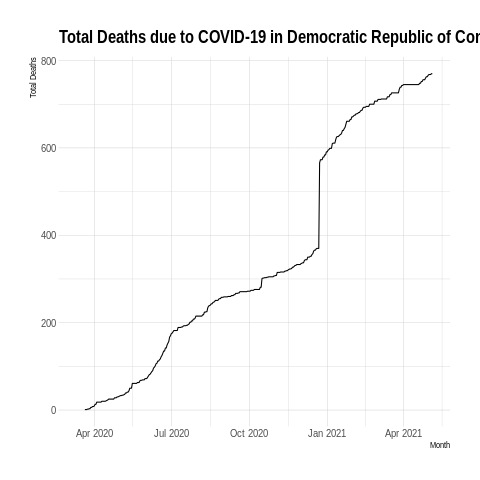 Total Deaths due to COVID-19 in Democratic Republic of Cor
Total Deaths
800
600
400
200
0
Apr 2020 Jul 2020 Oct 2020 Jan 2021 Apr 2021
Month